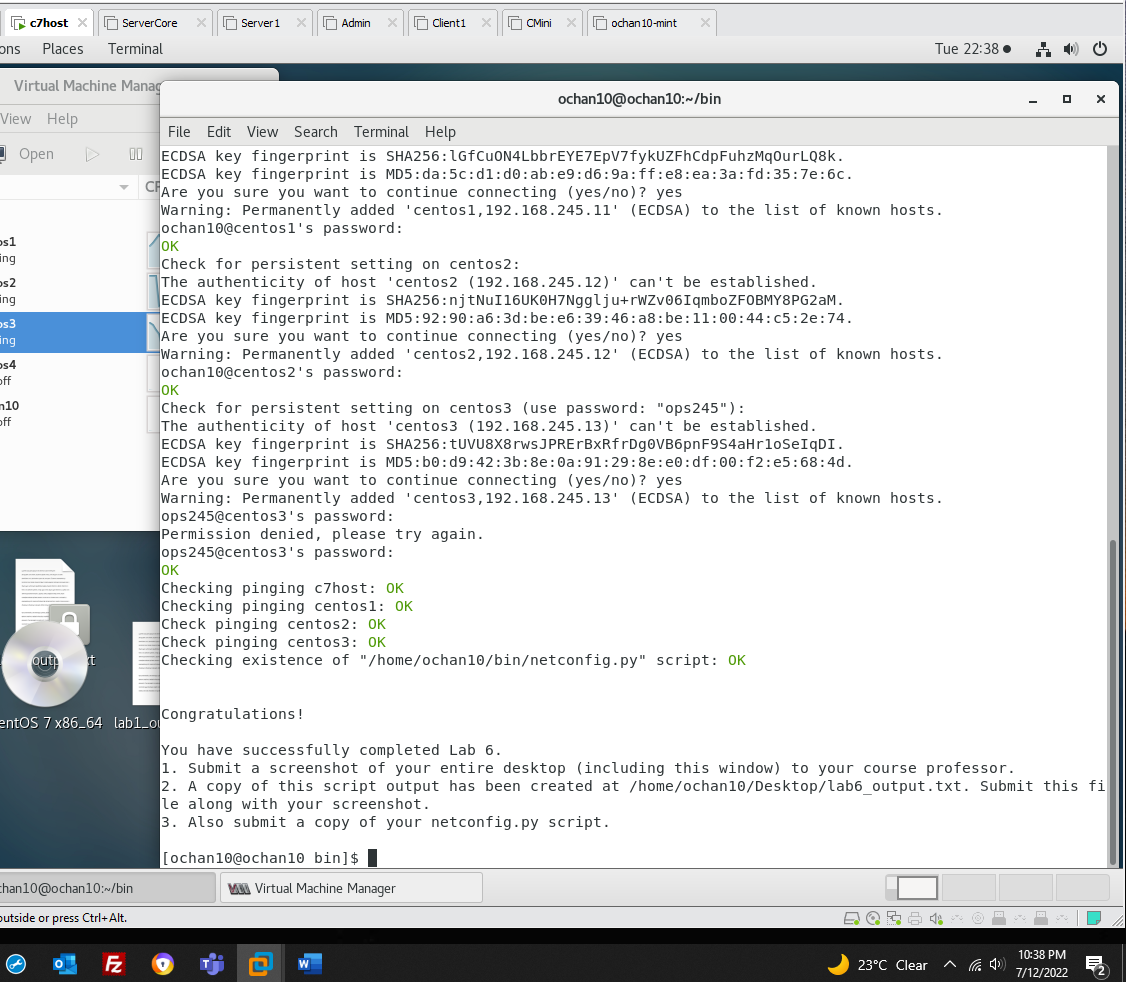 c7host
ServerCore
Server1
Admin
Client1
CMini
ochan10-mint
ons Places Terminal
Tue 22:38
Virtual Machine Manag
View Help
Open
CP
os1
ing
os2
ing
os3
ing
os4
off
n10
off
ochan10@ochan10:~/bin
File Edit View Search Terminal Help
ECDSA key fingerprint is SHA256:lGfCuON4LbbrEYE7EpV7fykUZFhCdpFuhzMqOurLQ8k.
ECDSA key fingerprint is MD5:da:5c:d1:d0:ab:e9:d6:9a:ff:e8:ea:3a:fd:35:7e:6c.
Are you sure you want to continue connecting (yes/no)? yes
Warning: Permanently added 'centos1,192.168.245.11' (ECDSA) to the list of known hosts.
ochan10@centos1's password:
OK
Check for persistent setting on centos2:
The authenticity of host 'centos2 (192.168.245.12)' can't be established.
ECDSA key fingerprint is SHA256:njtNuI16UK0H7Ngglju+rWZv06IqmboZFOBMY8PG2aM.
ECDSA key fingerprint is MD5:92:90:a6:3d:be:e6:39:46:a8:be:11:00:44:c5:2e:74.
Are you sure you want to continue connecting (yes/no)? yes
Warning: Permanently added 'centos2,192.168.245.12' (ECDSA) to the list of known hosts.
ochan10@centos2's password:
OK
Check for persistent setting on centos3 (use password: "ops245"):
The authenticity of host 'centos3 (192.168.245.13)' can't be established.
ECDSA key fingerprint is SHA256:tUVU8X8rwsJPRErBxRfrDg0VB6pnF9S4aHr1oSeIqDI.
ECDSA key fingerprint is MD5:b0:d9:42:3b:8e:0a:91:29:8e:e0:df:00:f2:e5:68:4d.
Are you sure you want to continue connecting (yes/no)? yes
Warning: Permanently added 'centos3,192.168.245.13' (ECDSA) to the list of known hosts.
ops245@centos3's password:
Permission denied, please try again.
ops245@centos3's password:
OK
Checking pinging c7host: OK
Checking pinging centos1: OK
Check pinging centos2: OK
Check pinging centos3: OK
Checking existence of "/home/ochan10/bin/netconfig.py" script: OK
Congratulations!
You have successfully completed Lab 6.
1. Submit a screenshot of your entire desktop (including this window) to your course professor.
2. A copy of this script output has been created at /home/ochan10/Desktop/lab6_output.txt. Submit this fi
le along with your screenshot.
3. Also submit a copy of your netconfig.py script.
[ochan10@ochan10 bin]$
entOS 7 x86_64
lab1_ou
chan10@ochan10:~/bin
Virtual Machine Manager
outside or press Ctrl+Alt.
23°C Clear
10:38 PM
7/12/2022
2